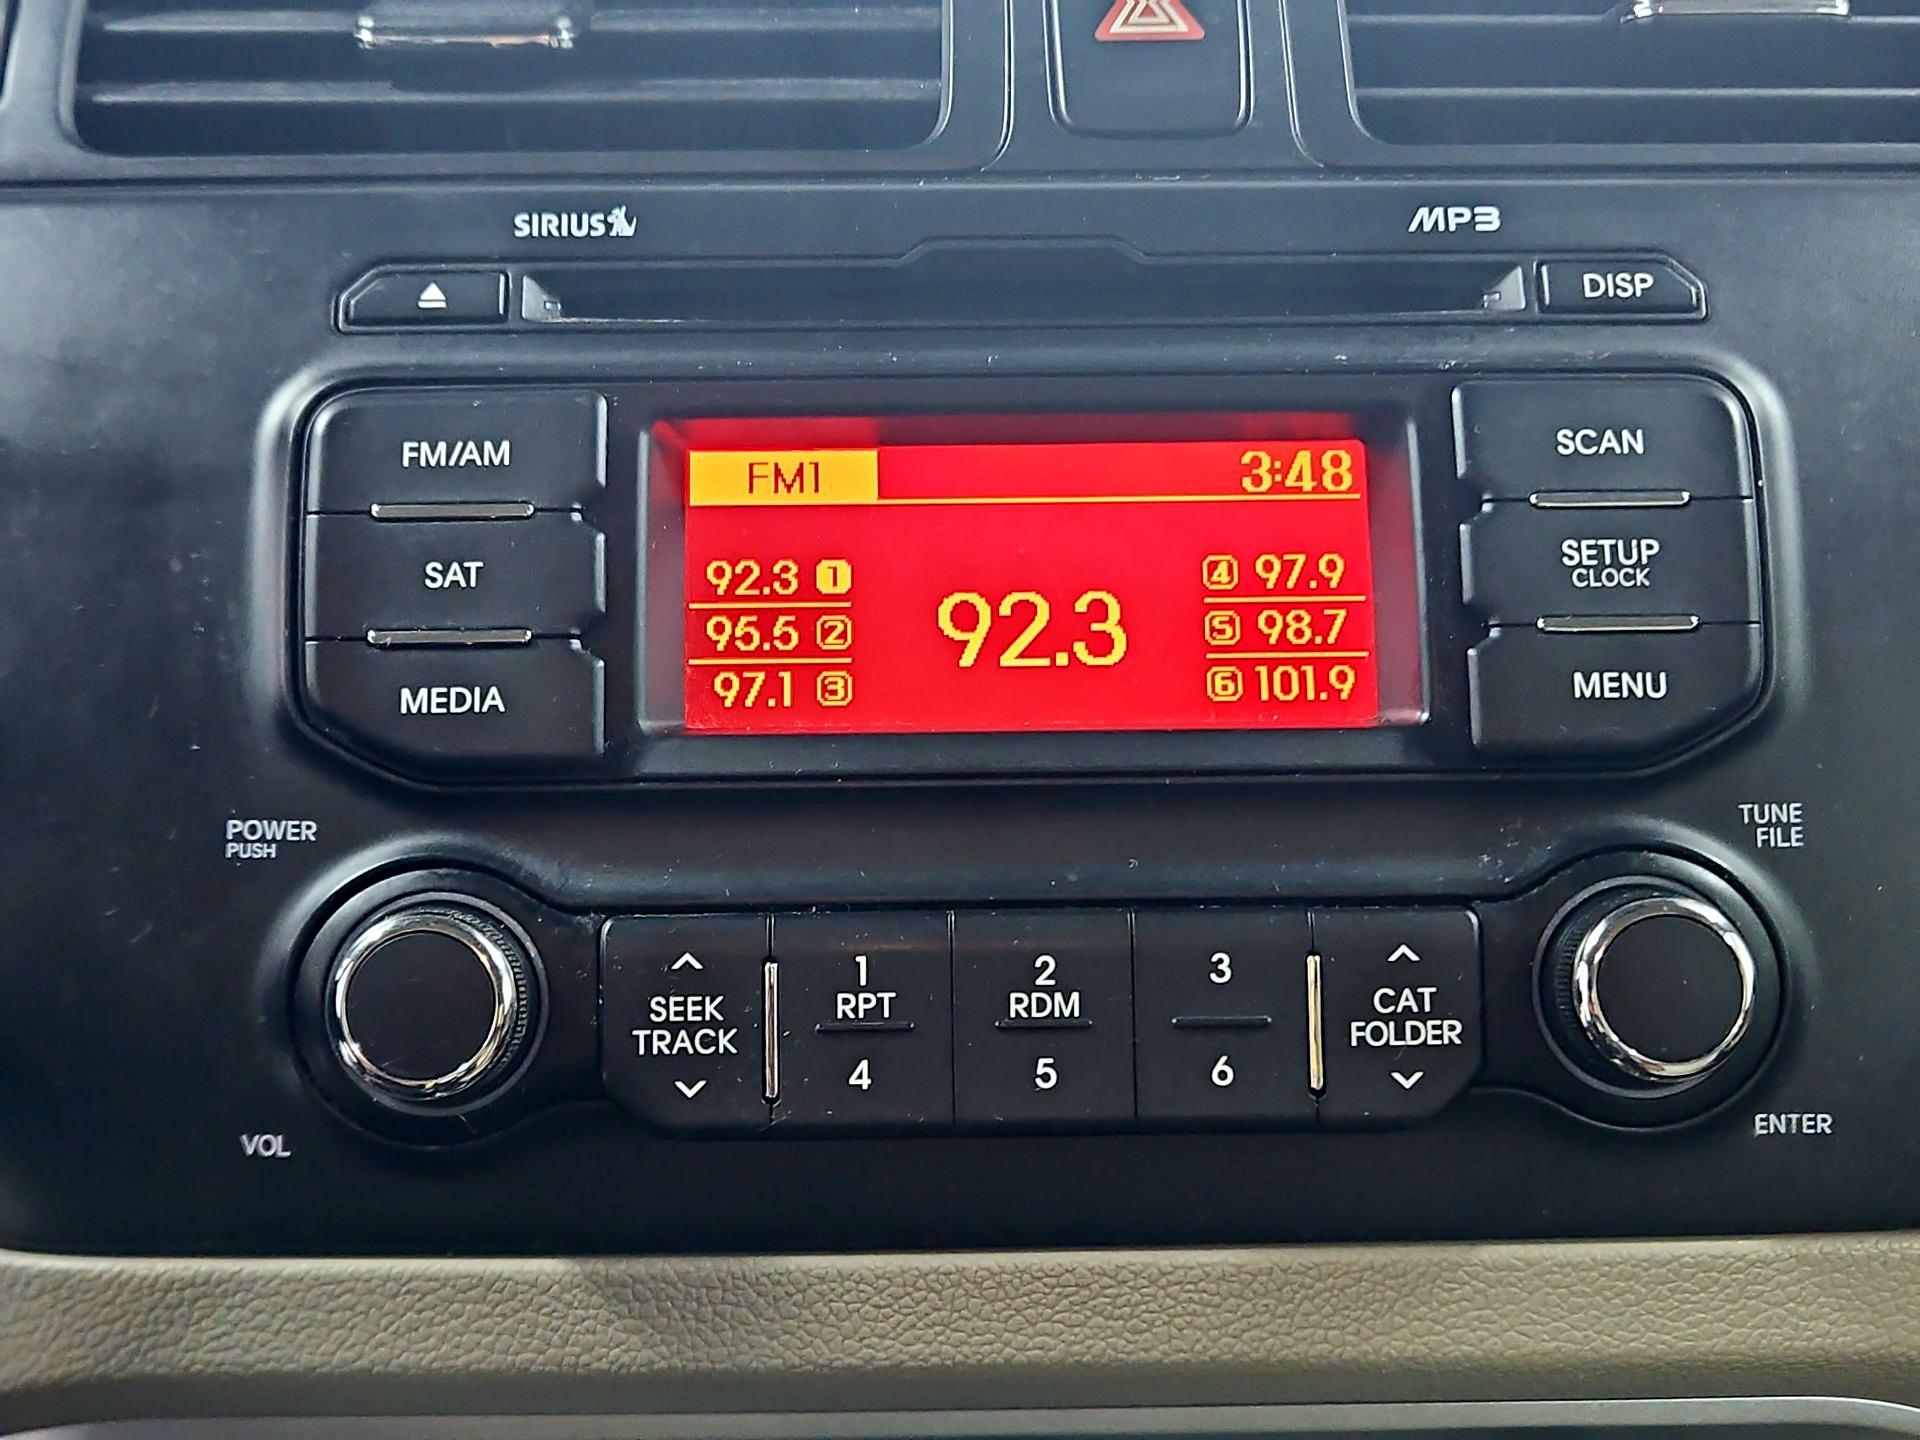 SIRIUS
MP3
DISP
FM/AM
SAT
MEDIA
FM1 3:48
92.3 1
95.5 2
97.1 3
92.3
4 97.9
5 98.7
6 101.9
SCAN
SETUP
CLOCK
MENU
POWER
PUSH
VOL
SEEK
TRACK
1
RPT
4
2
RDM
5
3
6
CAT
FOLDER
TUNE
FILE
ENTER